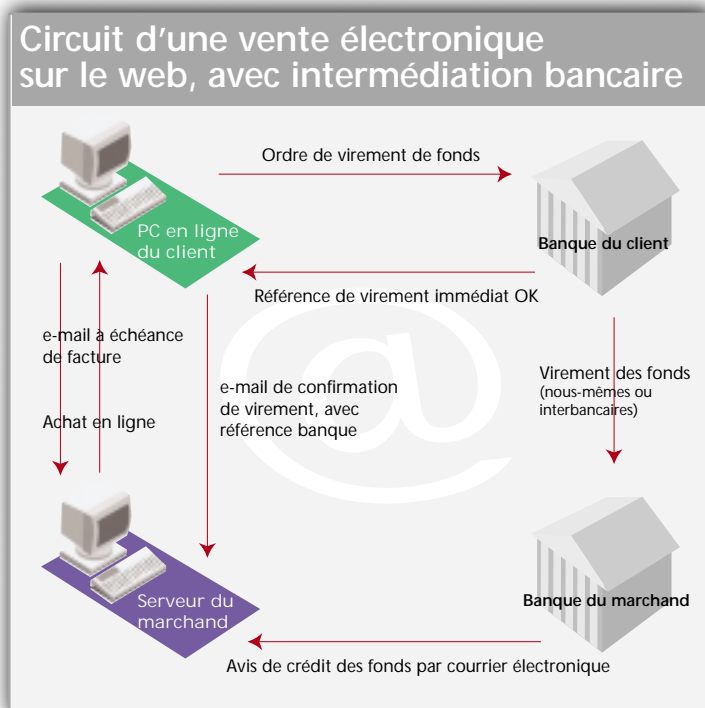 Circuit d'une vente électronique
sur le web, avec intermédiation bancaire
Ordre de virement de fonds
PC en ligne
du client
Banque du client
Référence de virement immédiat OK
e-mail à échéance
de facture
Achat en ligne
e-mail de confirmation
de virement, avec
référence banque
Virement des fonds
(nous-mêmes ou
interbancaires)
@
Serveur du
marchand
Banque du marchand
Avis de crédit des fonds par courrier électronique